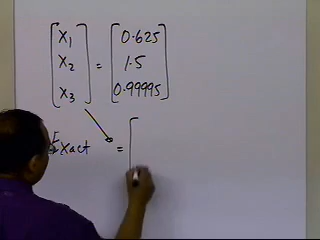 [x₁] = [0.625]
[x₂] = [1.5]
[x₃] = [0.99995]
Exact = [